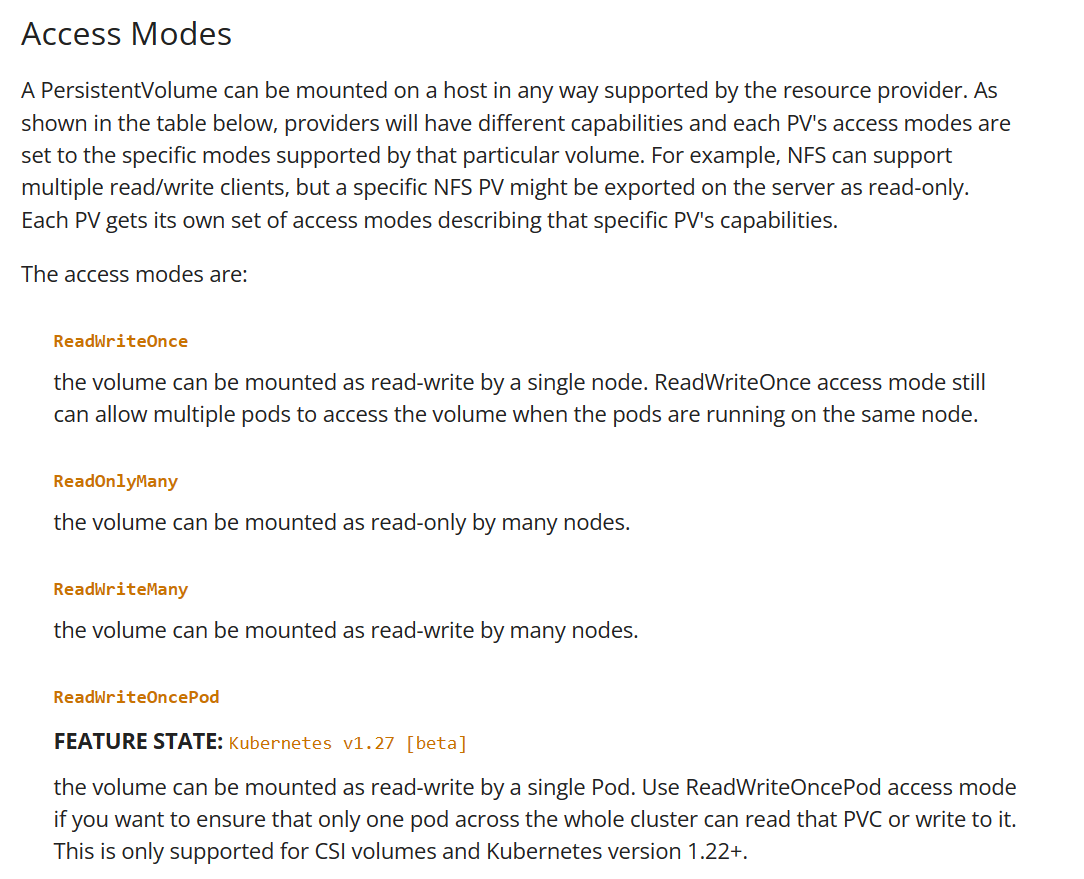 Access Modes
A PersistentVolume can be mounted on a host in any way supported by the resource provider. As
shown in the table below, providers will have different capabilities and each PV's access modes are
set to the specific modes supported by that particular volume. For example, NFS can support
multiple read/write clients, but a specific NFS PV might be exported on the server as read-only.
Each PV gets its own set of access modes describing that specific PV's capabilities.
The access modes are:
ReadWriteOnce
the volume can be mounted as read-write by a single node. ReadWriteOnce access mode still
can allow multiple pods to access the volume when the pods are running on the same node.
ReadOnlyMany
the volume can be mounted as read-only by many nodes.
ReadWriteMany
the volume can be mounted as read-write by many nodes.
ReadWriteOncePod
FEATURE STATE: Kubernetes v1.27 [beta]
the volume can be mounted as read-write by a single Pod. Use ReadWriteOncePod access mode
if you want to ensure that only one pod across the whole cluster can read that PVC or write to it.
This is only supported for CSI volumes and Kubernetes version 1.22+.